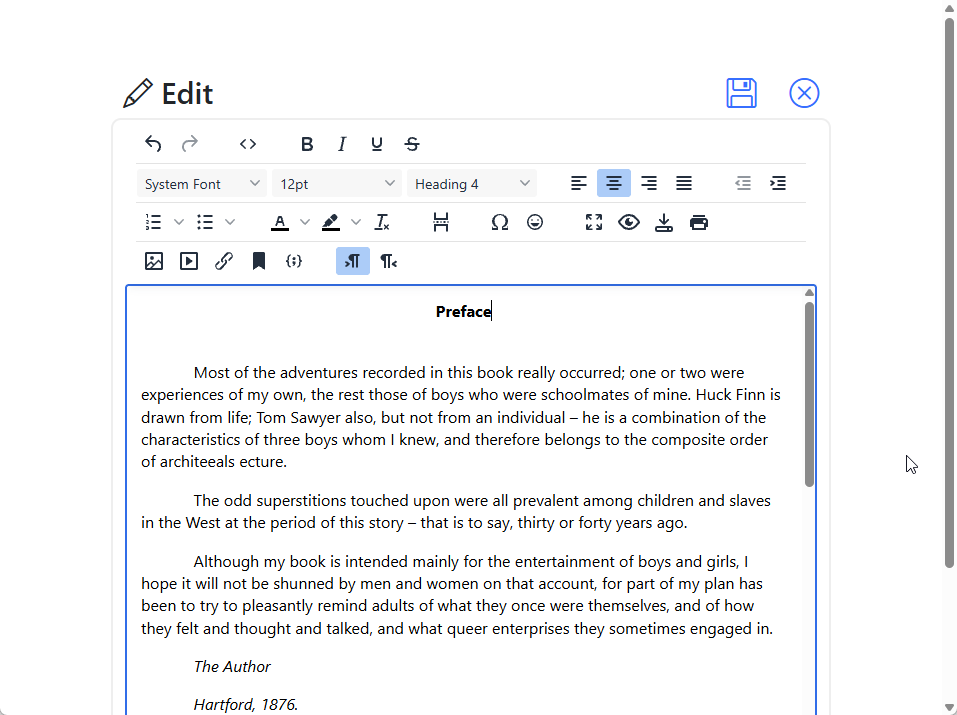 Edit
System Font 12pt Heading 4
Preface
Most of the adventures recorded in this book really occurred; one or two were
experiences of my own, the rest those of boys who were schoolmates of mine. Huck Finn is
drawn from life; Tom Sawyer also, but not from an individual – he is a combination of the
characteristics of three boys whom I knew, and therefore belongs to the composite order
of architeeals ecture.
The odd superstitions touched upon were all prevalent among children and slaves
in the West at the period of this story – that is to say, thirty or forty years ago.
Although my book is intended mainly for the entertainment of boys and girls, I
hope it will not be shunned by men and women on that account, for part of my plan has
been to try to pleasantly remind adults of what they once were themselves, and of how
they felt and thought and talked, and what queer enterprises they sometimes engaged in.
The Author
Hartford, 1876.